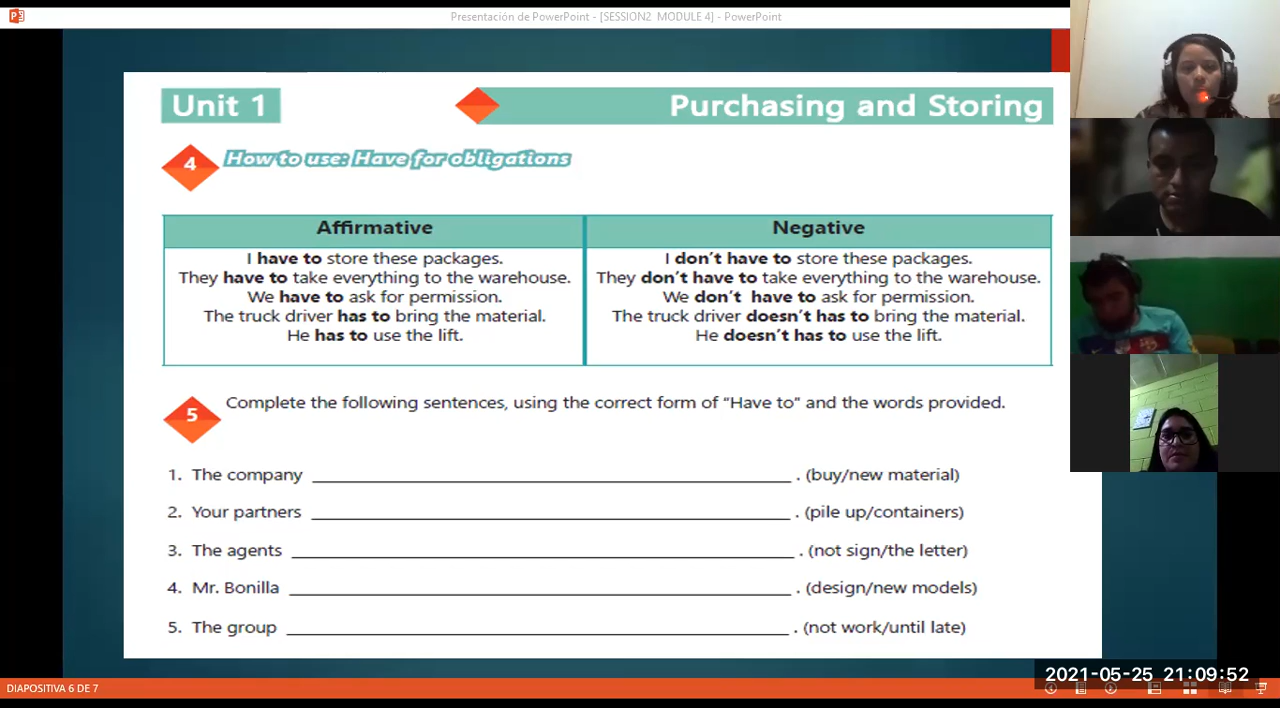 Presentación de PowerPoint - [SESSION2 MODULE 4] - PowerPoint
Unit 1
Purchasing and Storing
4
How to use: Have for obligations
Affirmative
Negative
I have to store these packages.
They have to take everything to the warehouse.
We have to ask for permission.
The truck driver has to bring the material.
He has to use the lift.
I don't have to store these packages.
They don't have to take everything to the warehouse.
We don't have to ask for permission.
The truck driver doesn't has to bring the material.
He doesn't has to use the lift.
5
Complete the following sentences, using the correct form of "Have to" and the words provided.
1. The company ______________________________ . (buy/new material)
2. Your partners ______________________________ . (pile up/containers)
3. The agents ______________________________ . (not sign/the letter)
4. Mr. Bonilla ______________________________ . (design/new models)
5. The group ______________________________ . (not work/until late)
2021-05-25 21:09:52
DIAPOSITIVA 6 DE 7